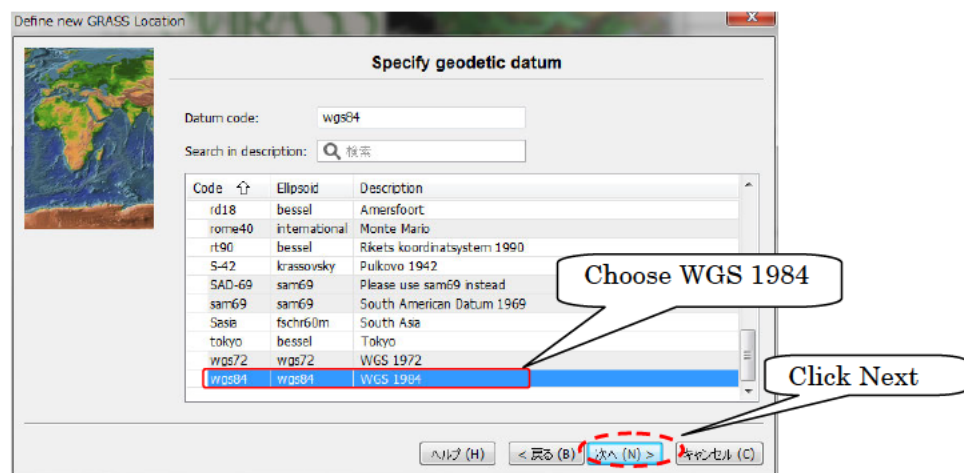 Define new GRASS Location
Specify geodetic datum
Datum code: wgs84
Search in description: 検索
Code Ellipsoid Description
rd18 bessel Amersfoort
rome40 international Monte Mario
rt90 bessel Rikets koordinatsystem 1990
S-42 krassovsky Pulkovo 1942
SAD-69 sam69 Please use sam69 instead
sam69 sam69 South American Datum 1969
Sasia fschr60m South Asia
tokyo bessel Tokyo
wgs72 wgs72 WGS 1972
wgs84 wgs84 WGS 1984
Choose WGS 1984
Click Next
ヘルプ (H) < 戻る (B) 次へ (N) > キャンセル (C)